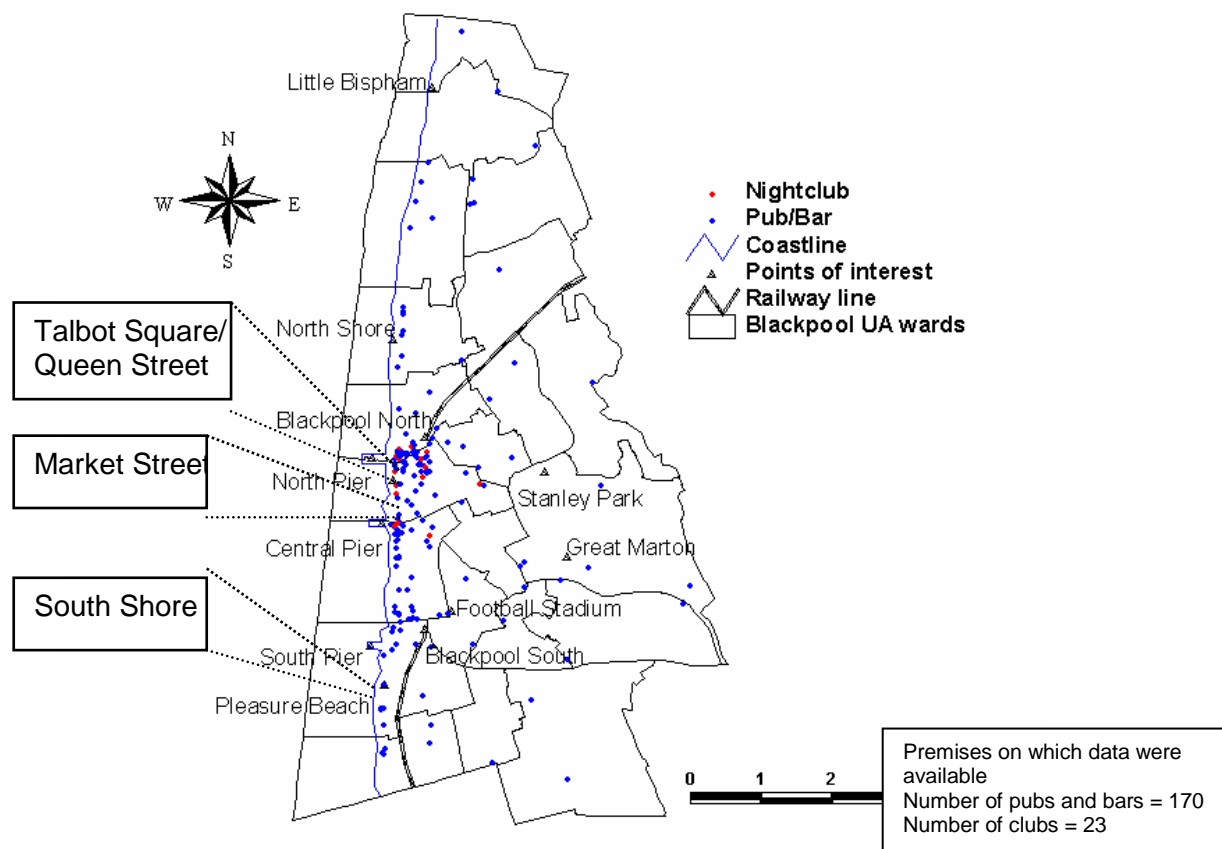 Little Bispham
N
W E
S
Nightclub
Pub/Bar
Coastline
Points of interest
Railway line
Blackpool UA wards
Talbot Square/
Queen Street
North Shore
Blackpool North
Market Street
North Pier
Stanley Park
Central Pier
Great Marton
South Shore
Football Stadium
South Pier
Blackpool South
Pleasure Beach
0 1 2
Premises on which data were
available
Number of pubs and bars = 170
Number of clubs = 23